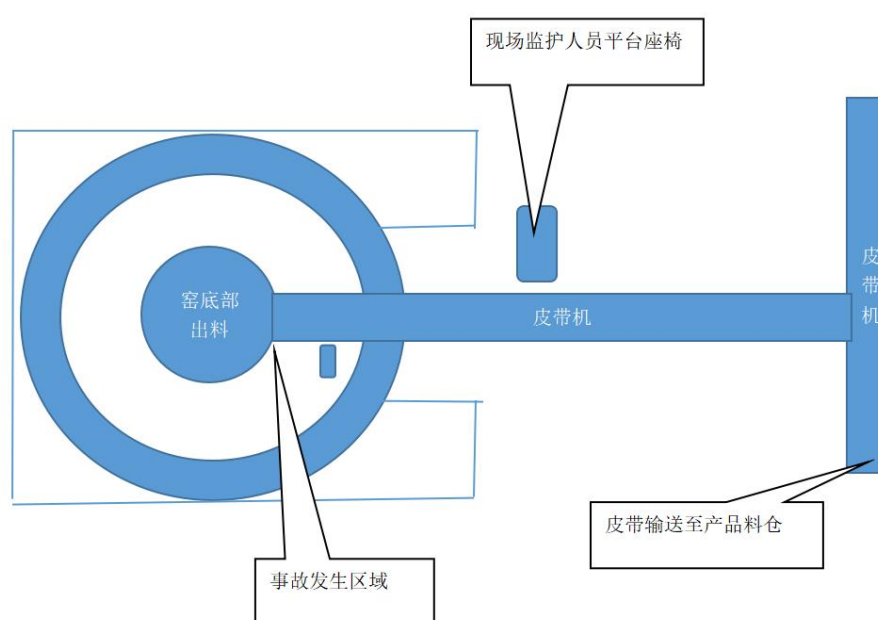 现场监护人员平台座椅
窑底部
出料
皮带机
皮
带
机
皮带输送至产品料仓
事故发生区域